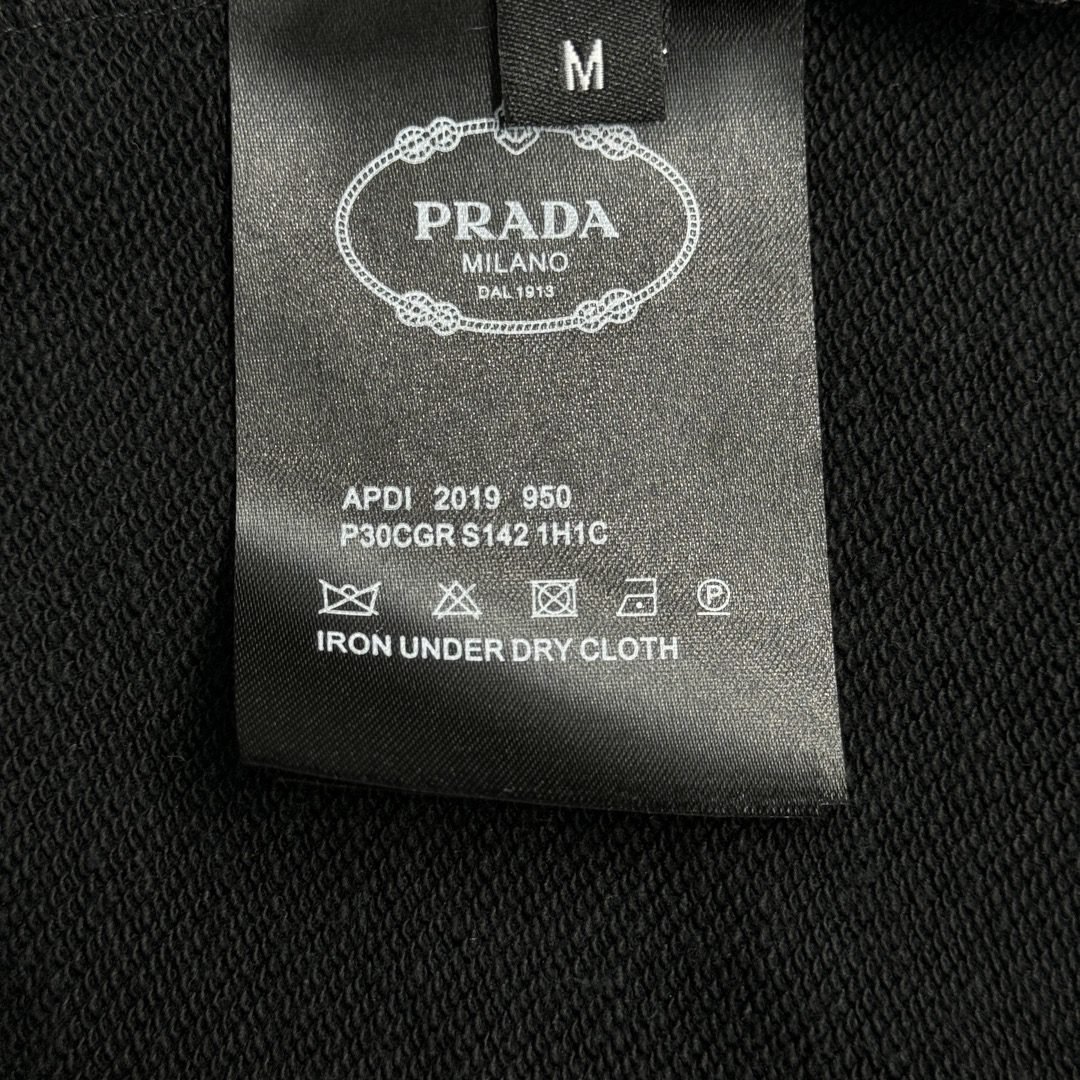 M
PRADA
MILANO
DAL 1913
APDI 2019 950
P30CGR S142 1H1C
P
IRON UNDER DRY CLOTH